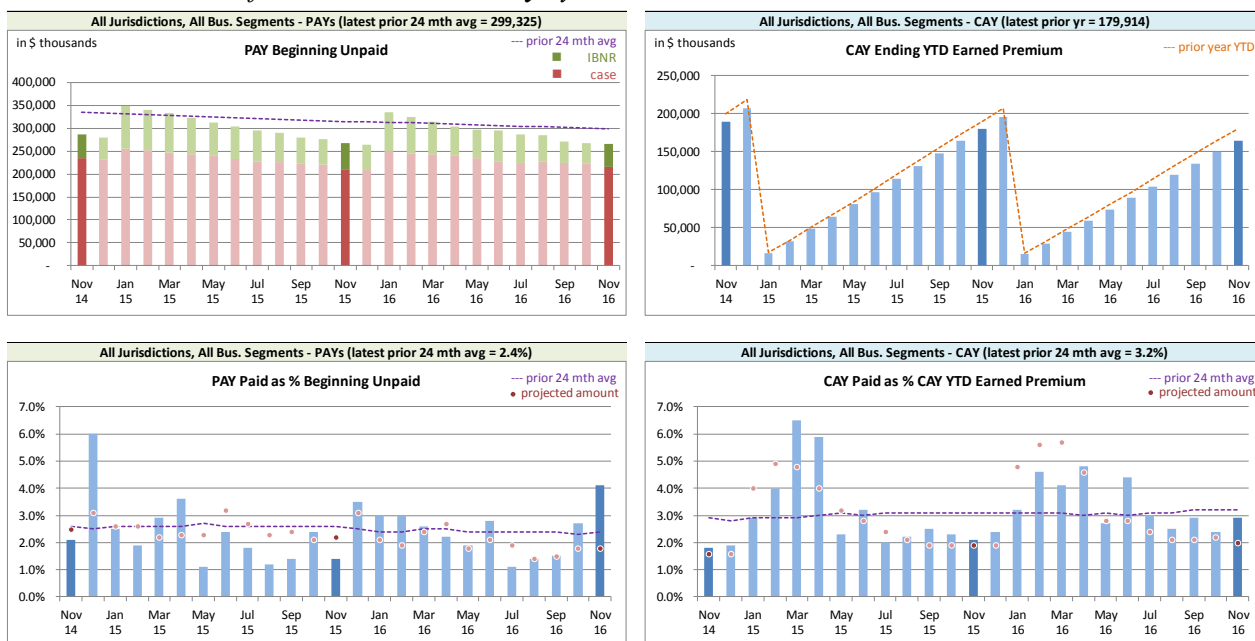 All Jurisdictions, All Bus. Segments - PAYs (latest prior 24 mth avg = 299,325)
in $ thousands
PAY Beginning Unpaid
--- prior 24 mth avg
IBNR
case
400,000
350,000
300,000
250,000
200,000
150,000
100,000
50,000
-
Nov Jan Mar May Jul Sep Nov Jan Mar May Jul Sep Nov
14 15 15 15 15 15 15 16 16 16 16 16 16
All Jurisdictions, All Bus. Segments - CAY (latest prior yr = 179,914)
in $ thousands
CAY Ending YTD Earned Premium
--- prior year YTD
250,000
200,000
150,000
100,000
50,000
-
Nov Jan Mar May Jul Sep Nov Jan Mar May Jul Sep Nov
14 15 15 15 15 15 15 16 16 16 16 16 16
All Jurisdictions, All Bus. Segments - PAYs (latest prior 24 mth avg = 2.4%)
PAY Paid as % Beginning Unpaid
--- prior 24 mth avg
• projected amount
7.0%
6.0%
5.0%
4.0%
3.0%
2.0%
1.0%
0.0%
Nov Jan Mar May Jul Sep Nov Jan Mar May Jul Sep Nov
14 15 15 15 15 15 15 16 16 16 16 16 16
All Jurisdictions, All Bus. Segments - CAY (latest prior 24 mth avg = 3.2%)
CAY Paid as % CAY YTD Earned Premium
--- prior 24 mth avg
• projected amount
7.0%
6.0%
5.0%
4.0%
3.0%
2.0%
1.0%
0.0%
Nov Jan Mar May Jul Sep Nov Jan Mar May Jul Sep Nov
14 15 15 15 15 15 15 16 16 16 16 16 16